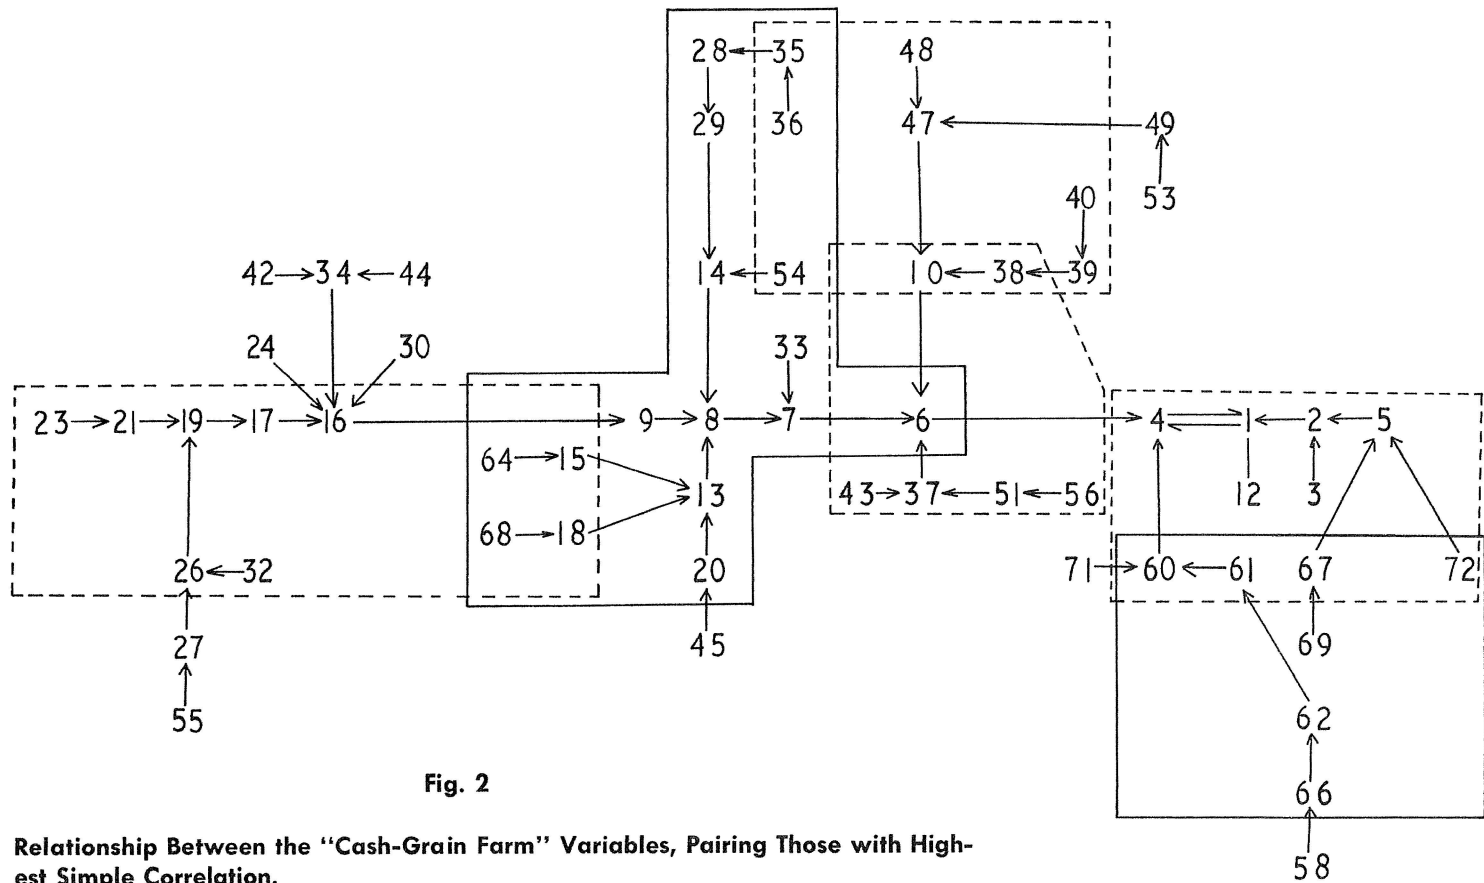 28 35 48
29 36 47 49
40 53
42 34 44 14 54 10 38 39
24 30 33
23 21 19 17 16 9 8 7 6 4 1 2 5
64 15
13 43 37 51 56 12 3
68 18
26 32 20 71 60 61 67 72
27 45 69
55 62
Fig. 2
66
Relationship Between the “Cash-Grain Farm” Variables, Pairing Those with High-
est Simple Correlation.
58